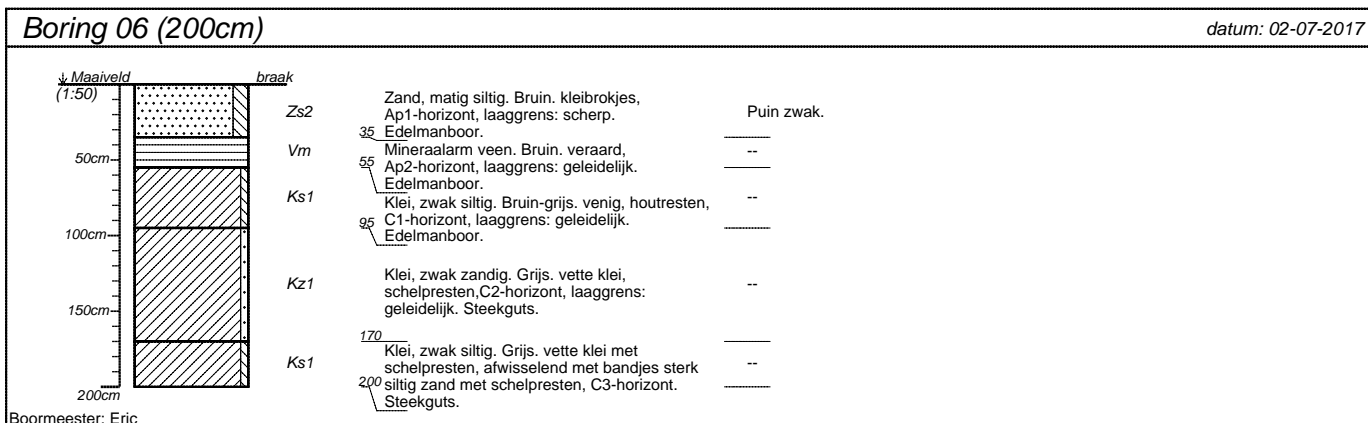 Boring 06 (200cm)
datum: 02-07-2017
Maaiveld
braak
(1:50)
Zs2
Zand, matig siltig. Bruin. kleibrokjes,
Ap1-horizont, laaggrens: scherp.
Edelmanboor.
Puin zwak.
35
Vm
Mineraalarm veen. Bruin. veraard,
Ap2-horizont, laaggrens: geleidelijk.
Edelmanboor.
--
50cm
55
Ks1
Klei, zwak siltig. Bruin-grijs. venig, houtresten,
C1-horizont, laaggrens: geleidelijk.
Edelmanboor.
--
95
100cm
Kz1
Klei, zwak zandig. Grijs. vette klei,
schelpresten,C2-horizont, laaggrens:
geleidelijk. Steekguts.
--
150cm
170
Ks1
Klei, zwak siltig. Grijs. vette klei met
schelpresten, afwisselend met bandjes sterk
siltig zand met schelpresten, C3-horizont.
Steekguts.
--
200
200cm
Boormeester: Eric